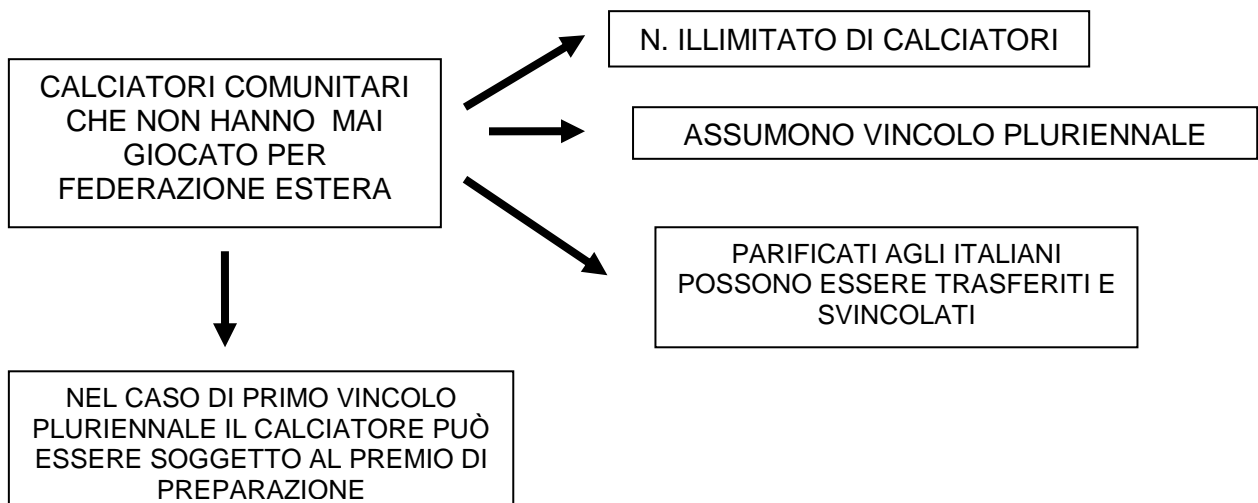 N. ILLIMITATO DI CALCIATORI
CALCIATORI COMUNITARI
CHE NON HANNO MAI
GIOCATO PER
FEDERAZIONE ESTERA
ASSUMONO VINCOLO PLURIENNALE
PARIFICATI AGLI ITALIANI
POSSONO ESSERE TRASFERITI E
SVINCOLATI
NEL CASO DI PRIMO VINCOLO
PLURIENNALE IL CALCIATORE PUÒ
ESSERE SOGGETTO AL PREMIO DI
PREPARAZIONE